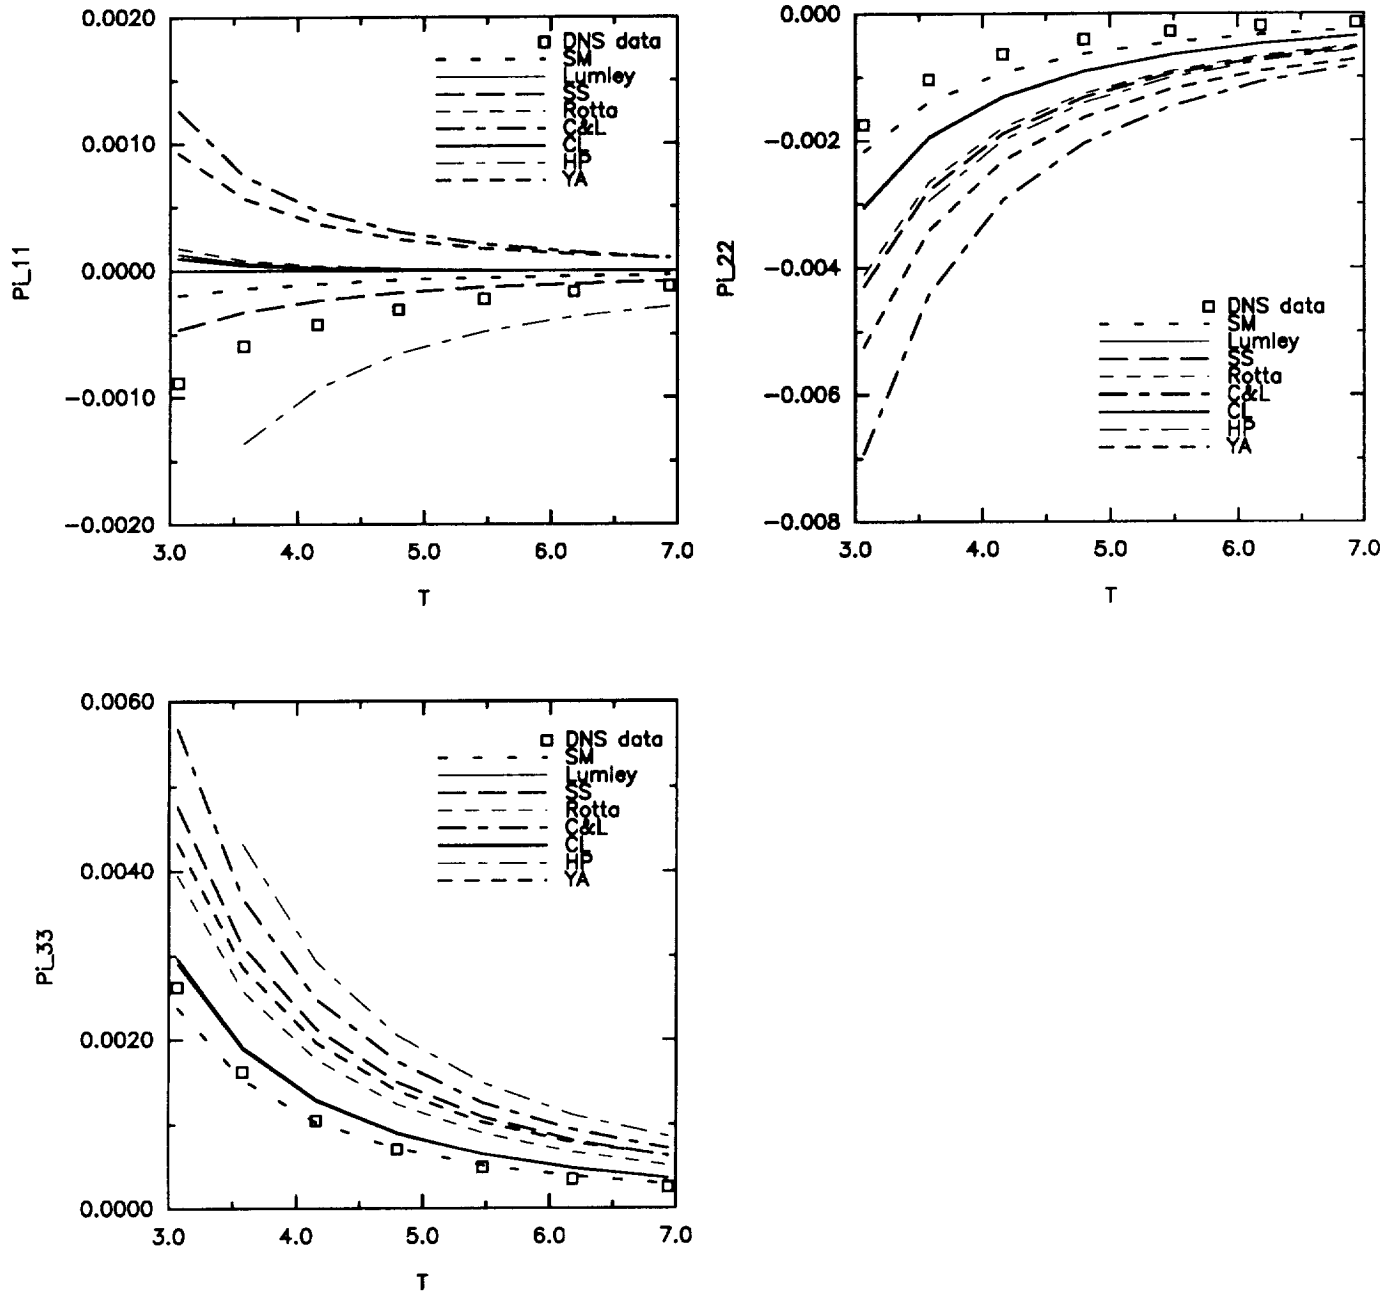 0.0020
DNS data
SM
Lumley
SS
Rotta
C&L
CL
HP
YA
0.0010
0.0000
-0.0010
-0.0020
Pi_11
3.0 4.0 5.0 6.0 7.0
T
0.000
-0.002
-0.004
-0.006
-0.008
Pi_22
DNS data
SM
Lumley
SS
Rotta
C&L
CL
HP
YA
3.0 4.0 5.0 6.0 7.0
T
0.0060
DNS data
SM
Lumley
SS
Rotta
C&L
CL
HP
YA
0.0040
0.0020
0.0000
Pi_33
3.0 4.0 5.0 6.0 7.0
T